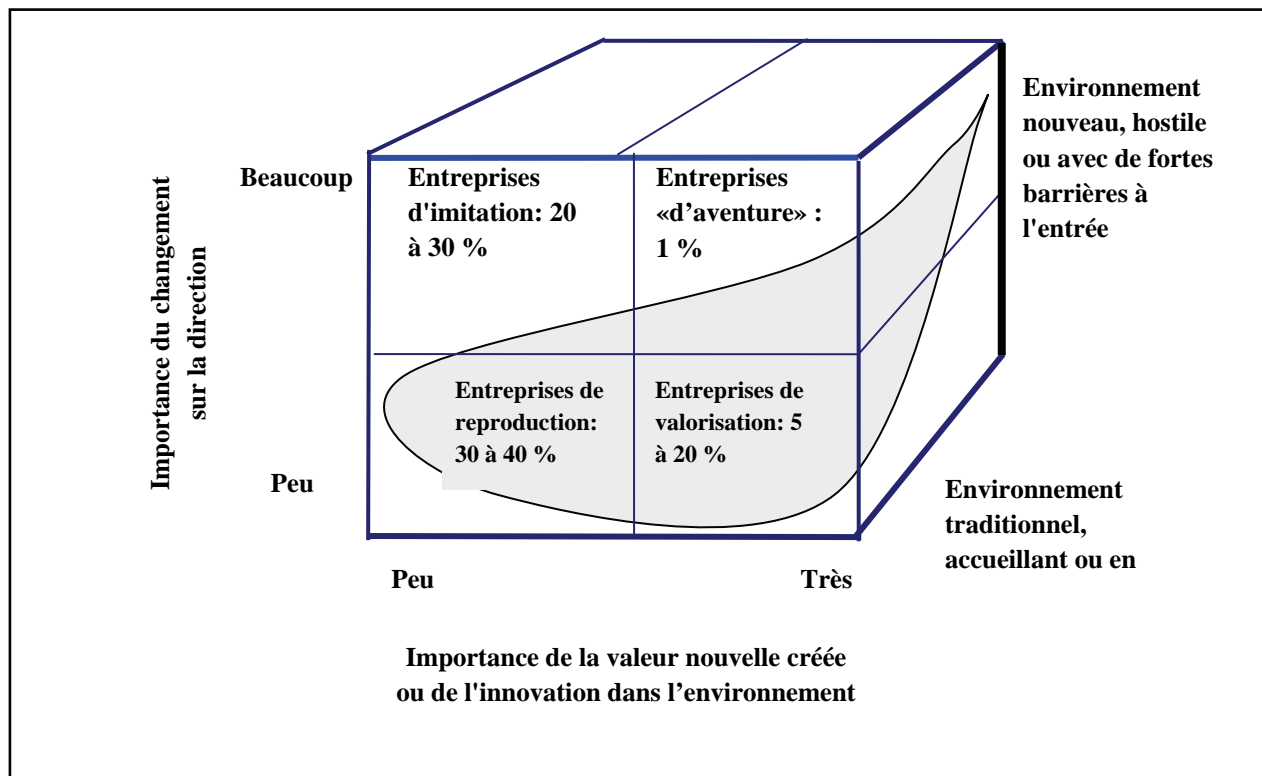 Environnement
nouveau, hostile
ou avec de fortes
barrières à
l'entrée
Beaucoup
Entreprises
d'imitation: 20
à 30 %
Entreprises
«d’aventure» :
1 %
Importance du changement
sur la direction
Entreprises de
reproduction:
30 à 40 %
Entreprises de
valorisation: 5
à 20 %
Peu
Environnement
traditionnel,
accueillant ou en
Peu
Très
Importance de la valeur nouvelle créée
ou de l'innovation dans l’environnement